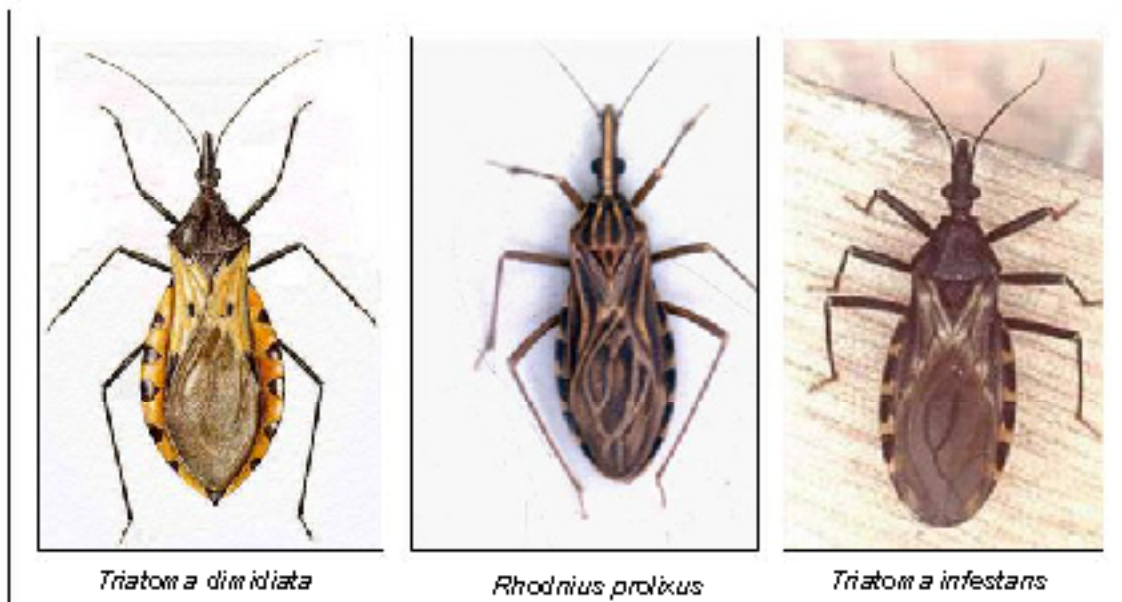 Triatoma dimidiata
Rhodnius prolixus
Triatoma infestans